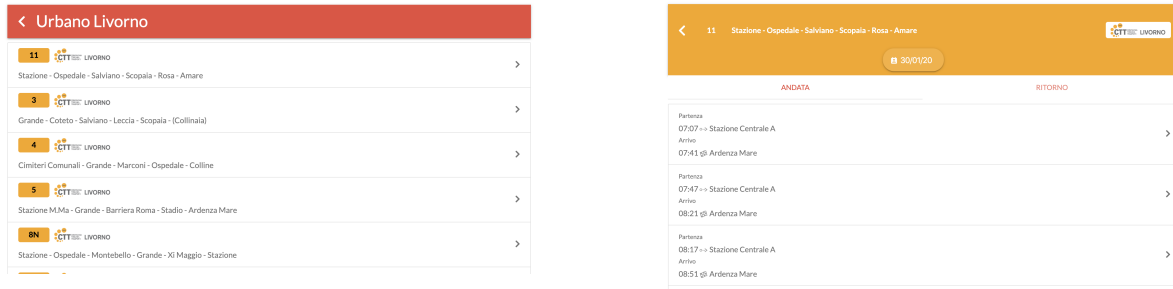 Urbano Livorno
11 CTT LIVORNO
Stazione - Ospedale - Salviano - Scopaia - Rosa - Amare
3 CTT LIVORNO
Grande - Coteto - Salviano - Leccia - Scopaia - (Collinaia)
4 CTT LIVORNO
Cimiteri Comunali - Grande - Marconi - Ospedale - Colline
5 CTT LIVORNO
Stazione M.Ma - Grande - Barriera Roma - Stadio - Ardenza Mare
8N CTT LIVORNO
Stazione - Ospedale - Montebello - Grande - Xi Maggio - Stazione
11 Stazione - Ospedale - Salviano - Scopaia - Rosa - Amare CTT LIVORNO
30/01/20
ANDATA RITORNO
Partenza
07:07 Stazione Centrale A
Arrivo
07:41 Ardenza Mare
Partenza
07:47 Stazione Centrale A
Arrivo
08:21 Ardenza Mare
Partenza
08:17 Stazione Centrale A
Arrivo
08:51 Ardenza Mare